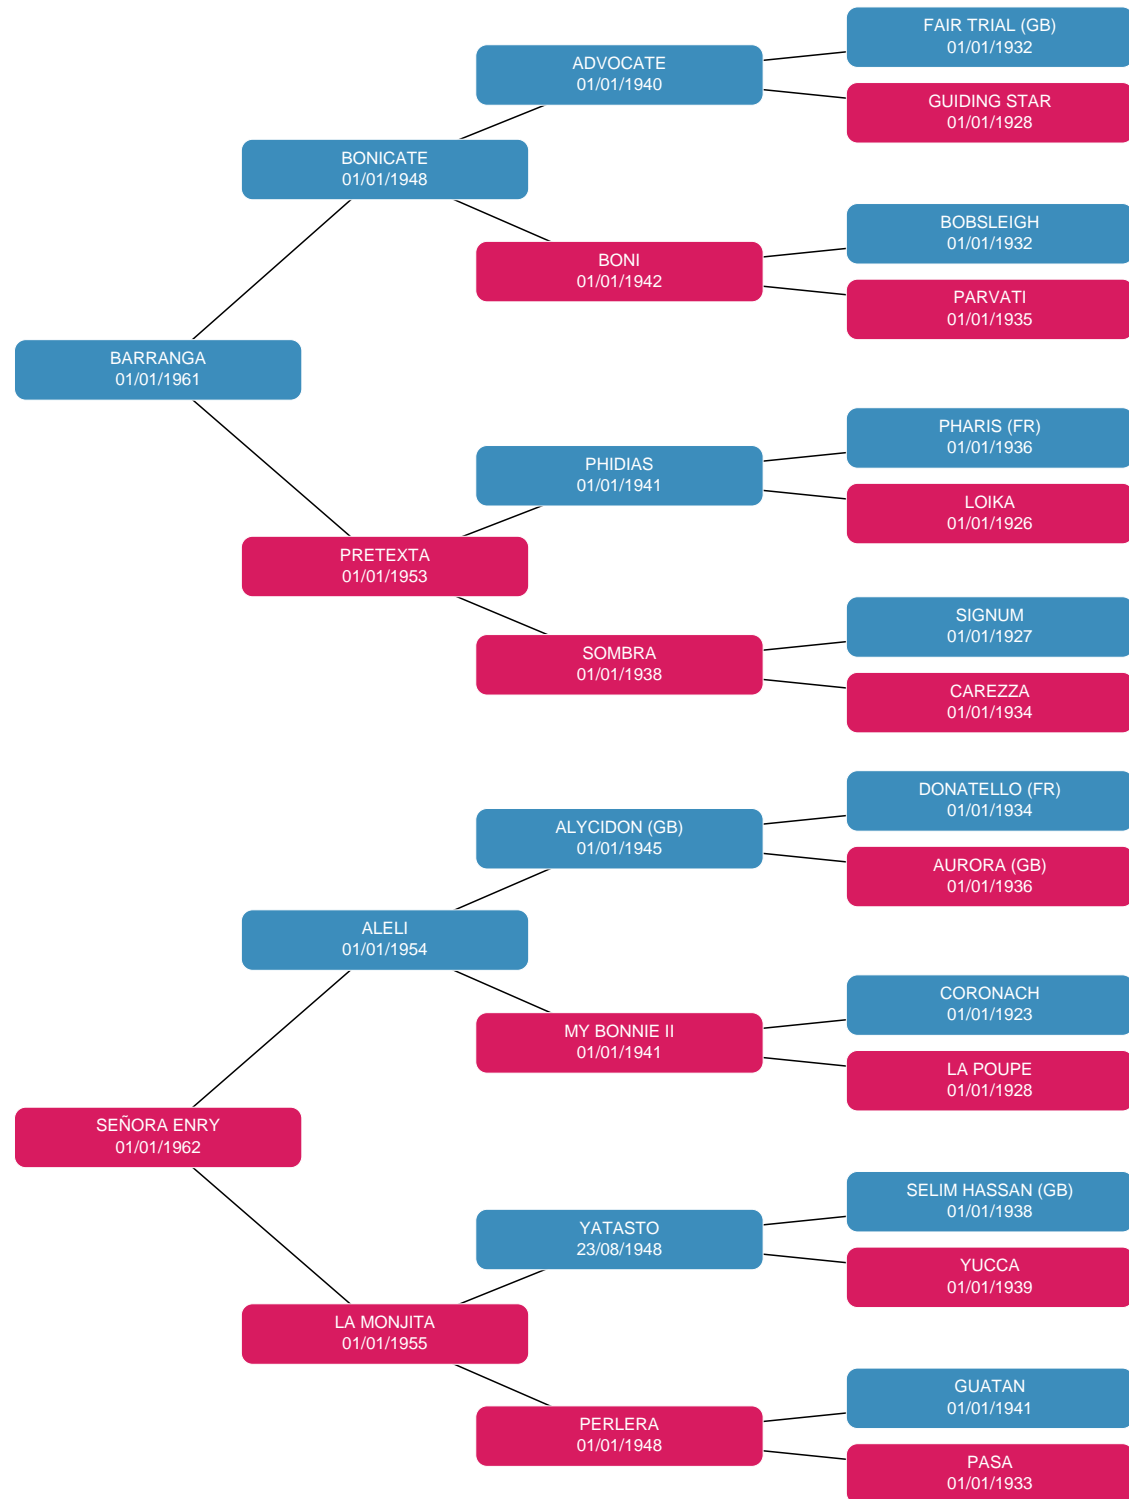 FAIR TRIAL (GB)
01/01/1932
ADVOCATE
01/01/1940
GUIDING STAR
01/01/1928
BONICATE
01/01/1948
BOBSLEIGH
01/01/1932
BONI
01/01/1942
PARVATI
01/01/1935
BARRANGA
01/01/1961
PHARIS (FR)
01/01/1936
PHIDIAS
01/01/1941
LOIKA
01/01/1926
PRETEXTA
01/01/1953
SIGNUM
01/01/1927
SOMBRA
01/01/1938
CAREZZA
01/01/1934
DONATELLO (FR)
01/01/1934
ALYCIDON (GB)
01/01/1945
AURORA (GB)
01/01/1936
ALELI
01/01/1954
CORONACH
01/01/1923
MY BONNIE II
01/01/1941
LA POUPE
01/01/1928
SEÑORA ENRY
01/01/1962
SELIM HASSAN (GB)
01/01/1938
YATASTO
23/08/1948
YUCCA
01/01/1939
LA MONJITA
01/01/1955
GUATAN
01/01/1941
PERLERA
01/01/1948
PASA
01/01/1933